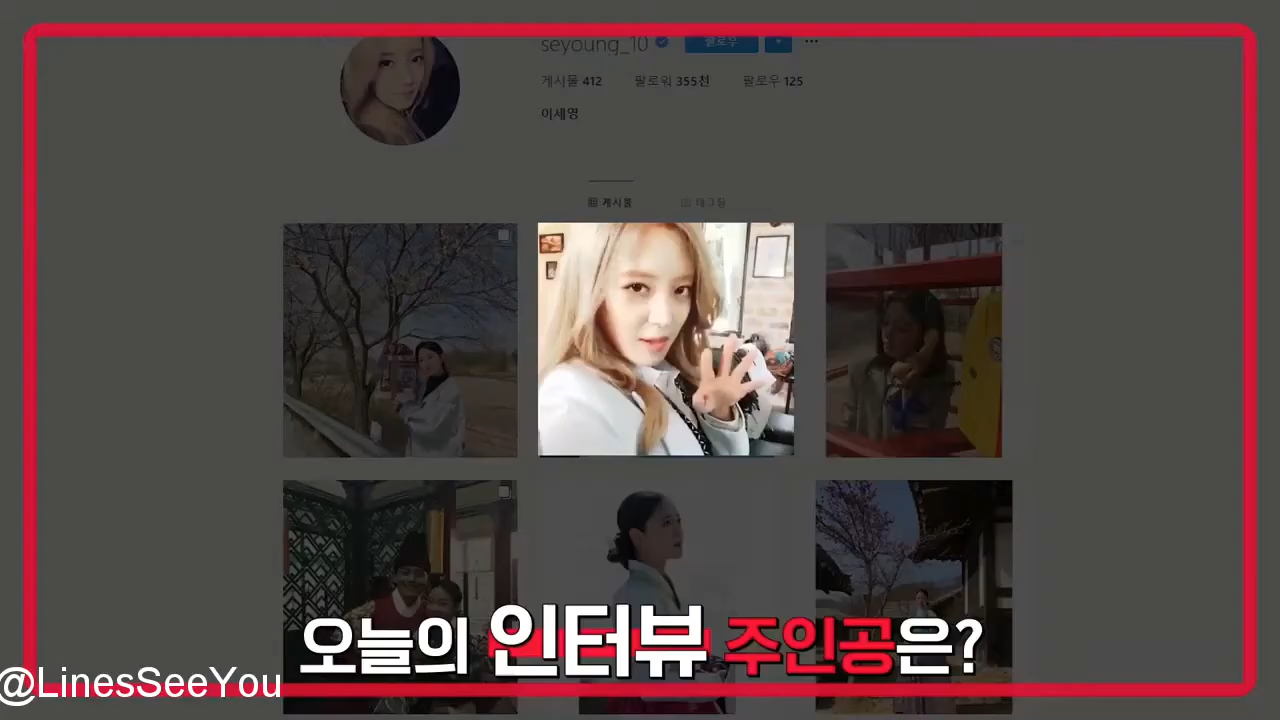 seyoung_10 팔로우
게시물 412 팔로워 355천 팔로우 125
이세영
게시물 태그됨
오늘의 인터뷰 주인공은?
@LinesSeeYou